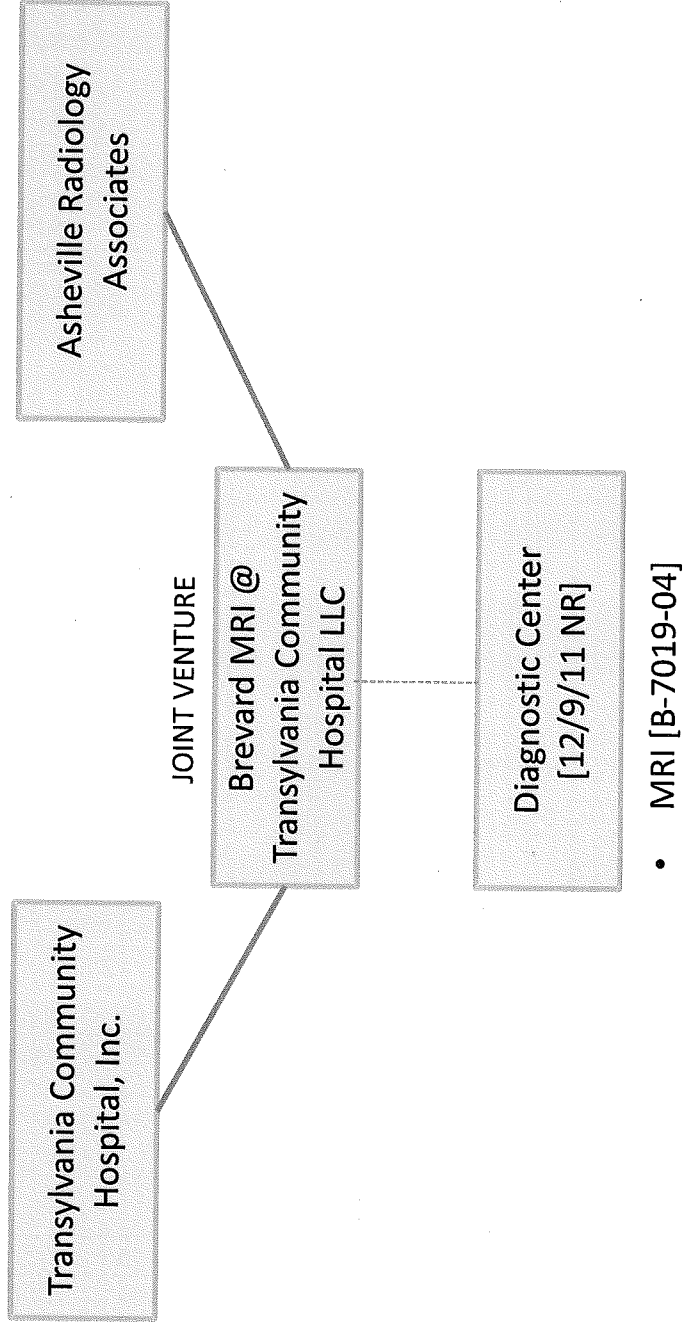 Transylvania Community
Hospital, Inc.
Asheville Radiology
Associates
JOINT VENTURE
Brevard MRI @
Transylvania Community
Hospital LLC
Diagnostic Center
[12/9/11 NR]
• MRI [B-7019-04]